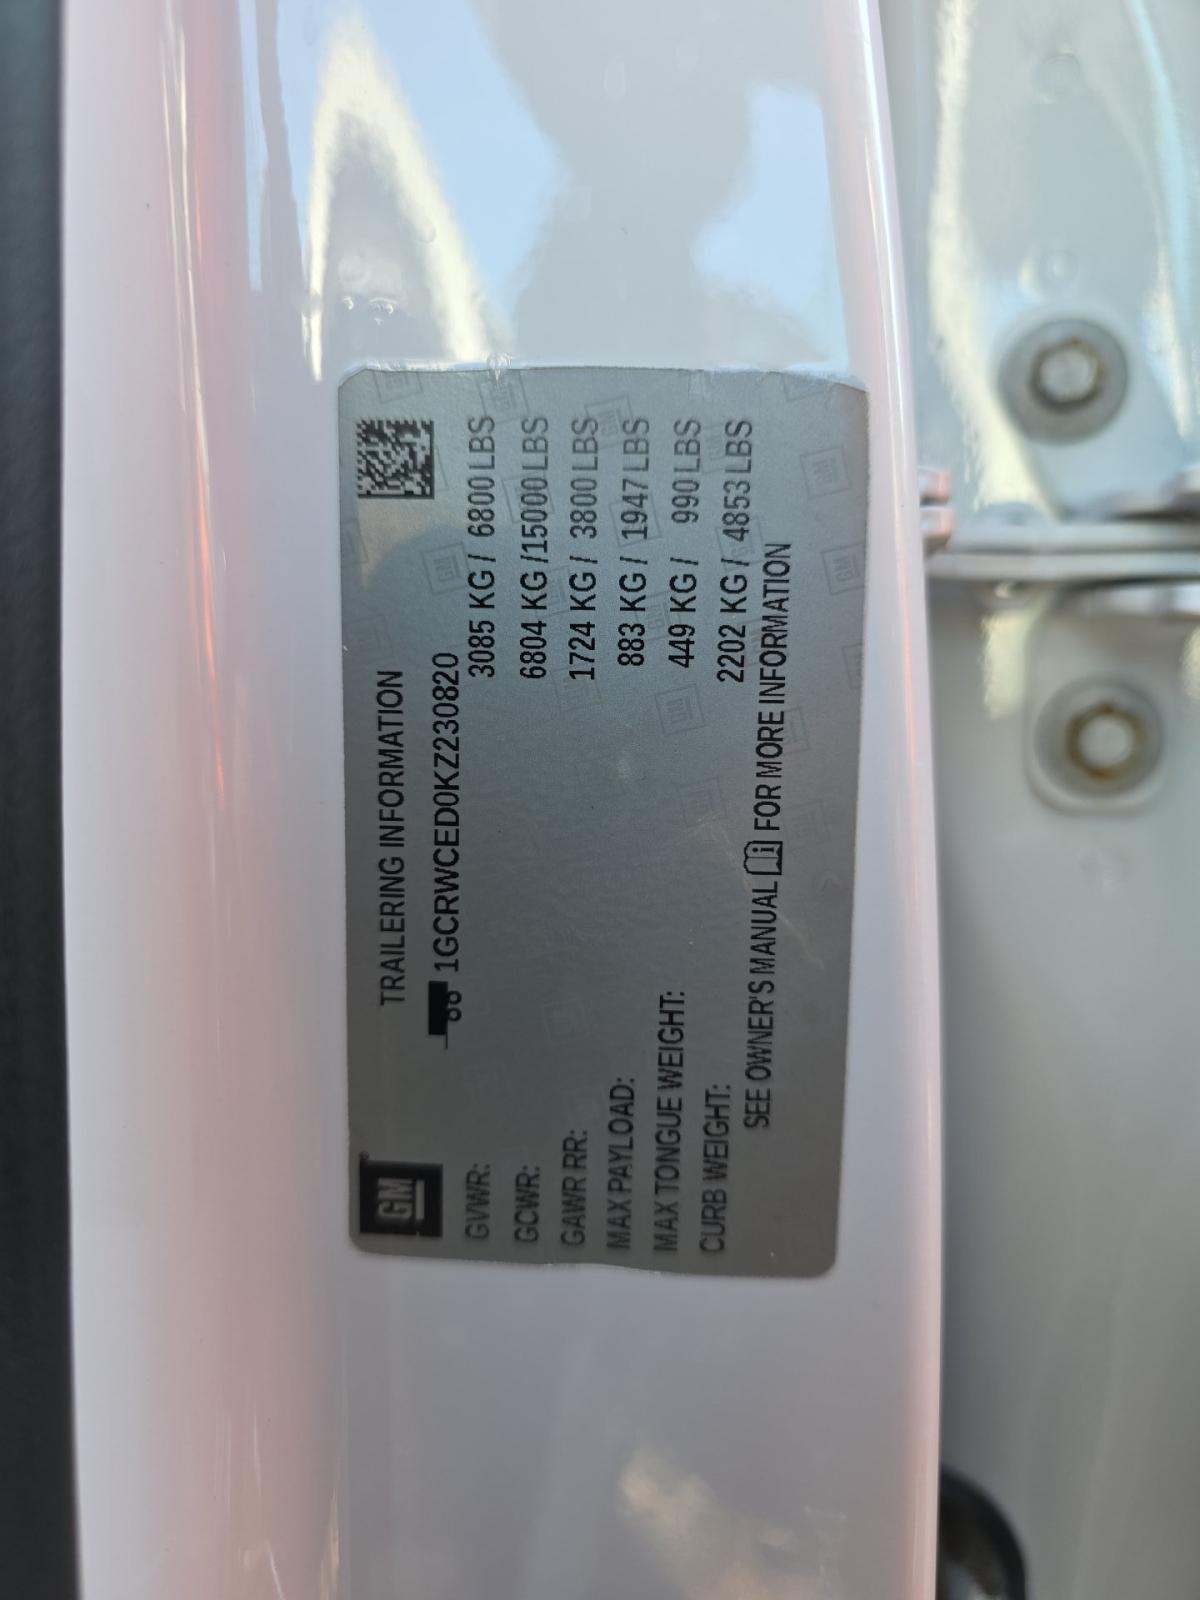 GM
TRAILERING INFORMATION
1GCRWCED0KZ230820
GVWR: 3085 KG / 6800 LBS
GCWR: 6804 KG /15000 LBS
GAWR RR: 1724 KG / 3800 LBS
MAX PAYLOAD: 883 KG / 1947 LBS
MAX TONGUE WEIGHT: 449 KG / 990 LBS
CURB WEIGHT: 2202 KG / 4853 LBS
SEE OWNER'S MANUAL FOR MORE INFORMATION